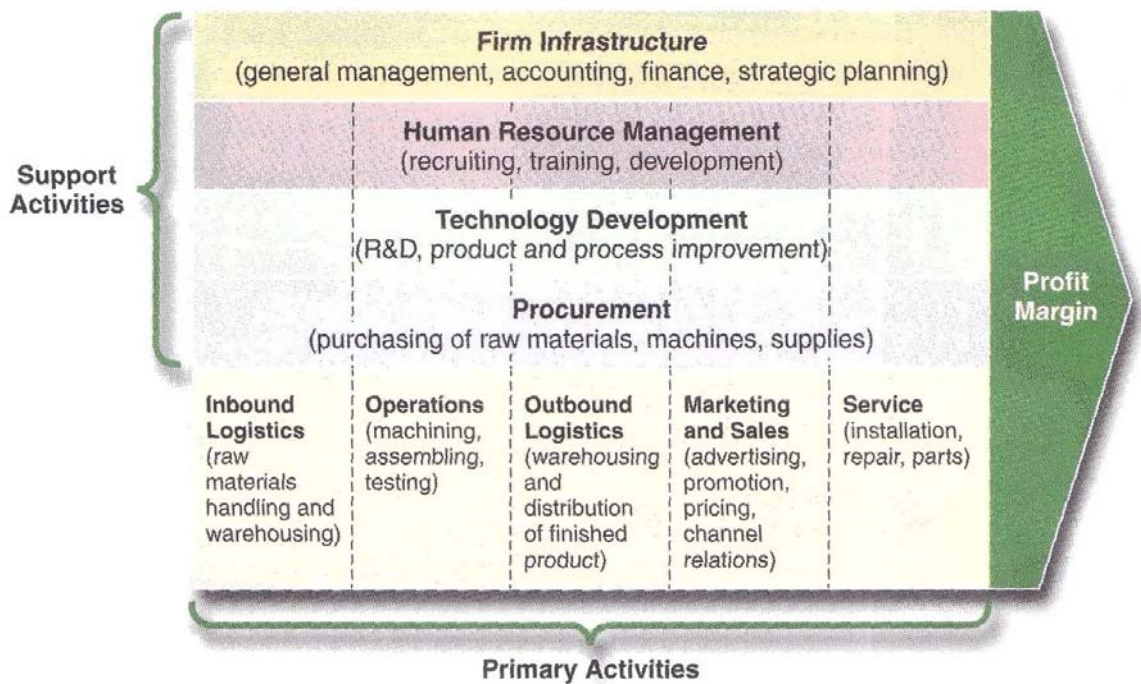 Firm Infrastructure
(general management, accounting, finance, strategic planning)
Human Resource Management
(recruiting, training, development)
Support
Activities
Technology Development
(R&D, product and process improvement)
Procurement
(purchasing of raw materials, machines, supplies)
Profit
Margin
Inbound
Logistics
(raw
materials
handling and
warehousing)
Operations
(machining,
assembling,
testing)
Outbound
Logistics
(warehousing
and
distribution
of finished
product)
Marketing
and Sales
(advertising,
promotion,
pricing,
channel
relations)
Service
(installation,
repair, parts)
Primary Activities